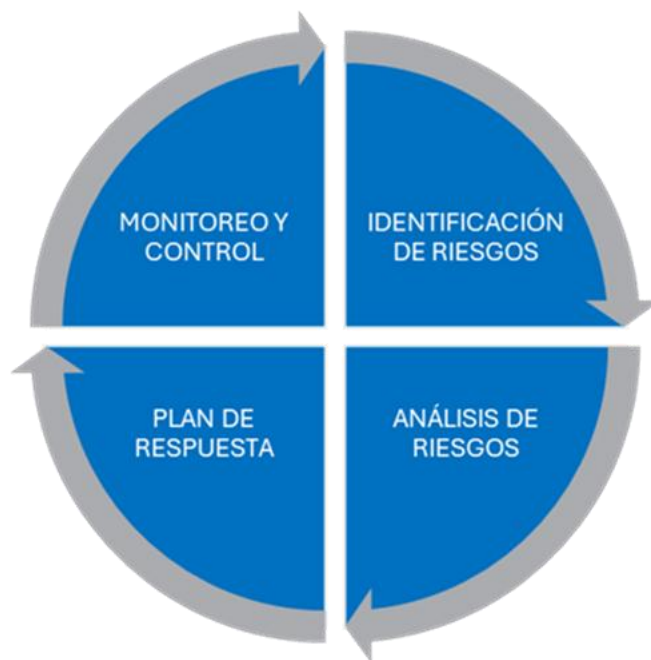 MONITOREO Y
CONTROL
IDENTIFICACIÓN
DE RIESGOS
PLAN DE
RESPUESTA
ANÁLISIS DE
RIESGOS